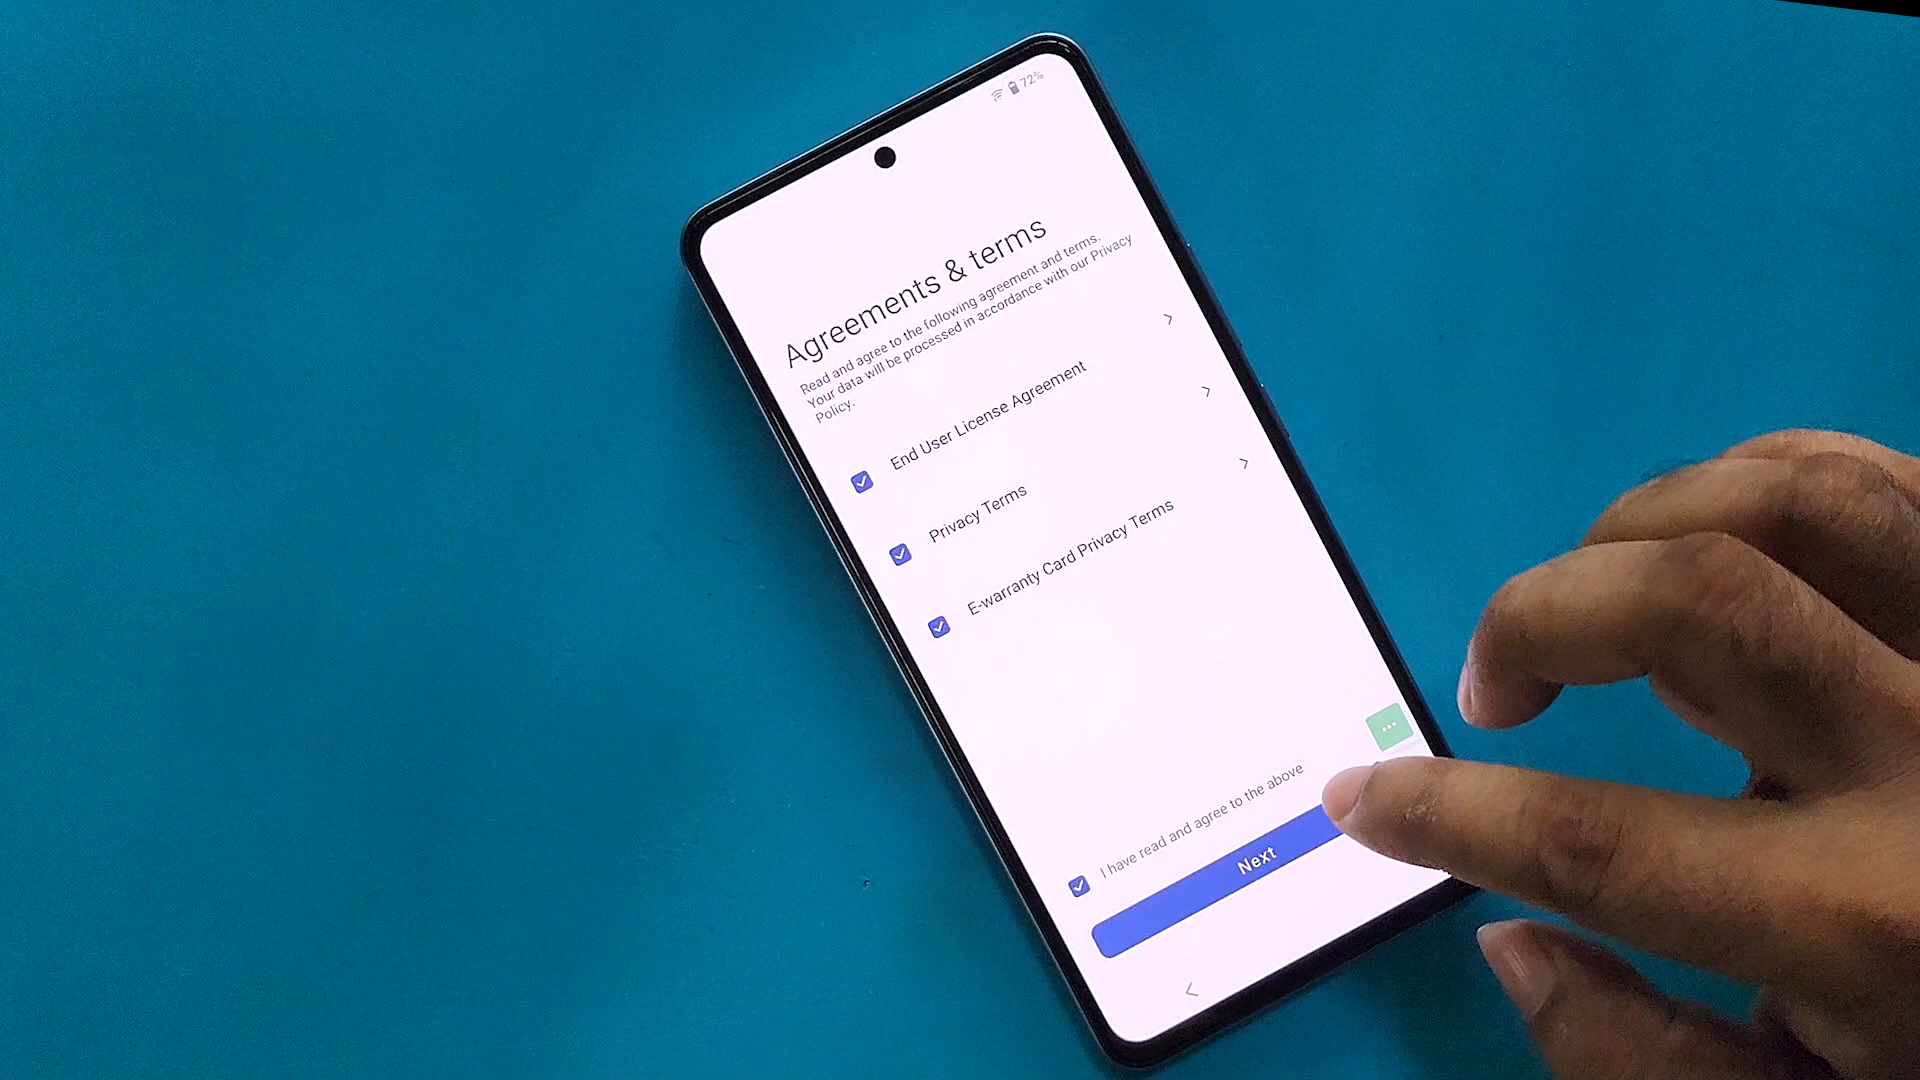 72%
Agreements & terms
Read and agree to the following agreement and terms.
Your data will be processed in accordance with our Privacy
Policy.
End User License Agreement
Privacy Terms
E-warranty Card Privacy Terms
I have read and agree to the above
Next